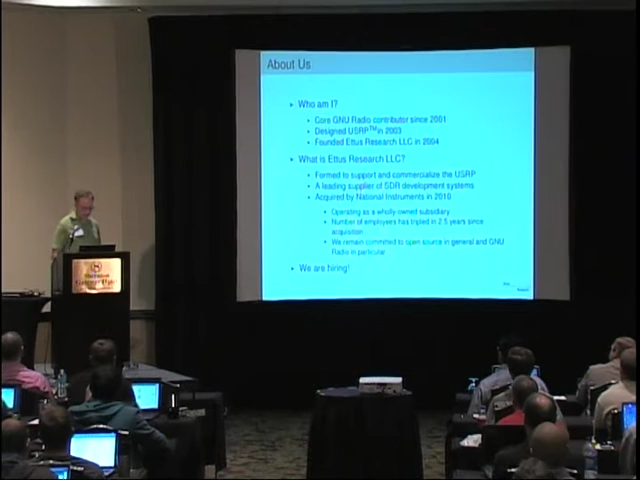 About Us
Who am I?
Core GNU Radio contributor since 2001
Designed USRP™ in 2003
Founded Ettus Research LLC in 2004
What is Ettus Research LLC?
Formed to support and commercialize the USRP
A leading supplier of SDR development systems
Acquired by National Instruments in 2010
Operating as a wholly-owned subsidiary
Number of employees has tripled in 2.5 years since
acquisition
We remain committed to open source in general and GNU
Radio in particular
We are hiring!
Sheraton